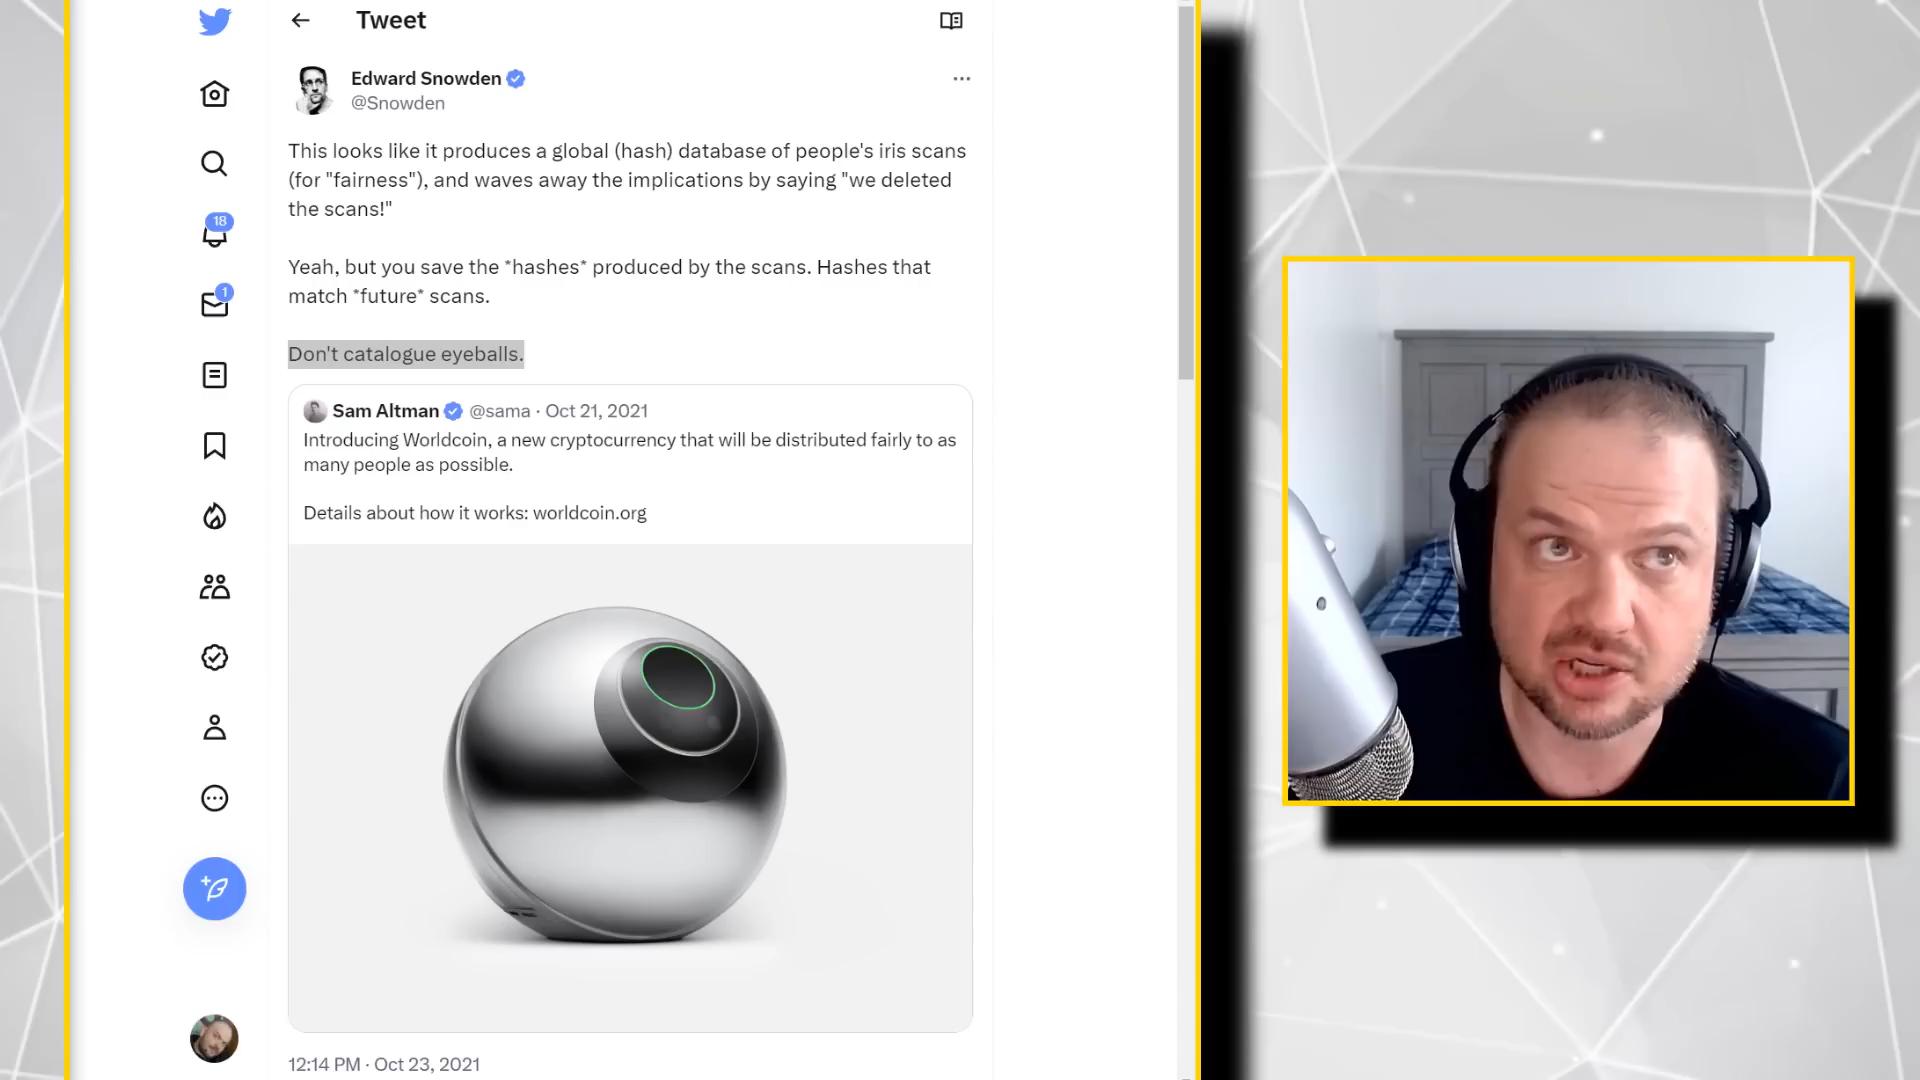 Tweet
Edward Snowden
@Snowden
This looks like it produces a global (hash) database of people's iris scans
(for "fairness"), and waves away the implications by saying "we deleted
the scans!"
Yeah, but you save the *hashes* produced by the scans. Hashes that
match *future* scans.
Don't catalogue eyeballs.
Sam Altman @sama · Oct 21, 2021
Introducing Worldcoin, a new cryptocurrency that will be distributed fairly to as
many people as possible.
Details about how it works: worldcoin.org
12:14 PM · Oct 23, 2021
18
1